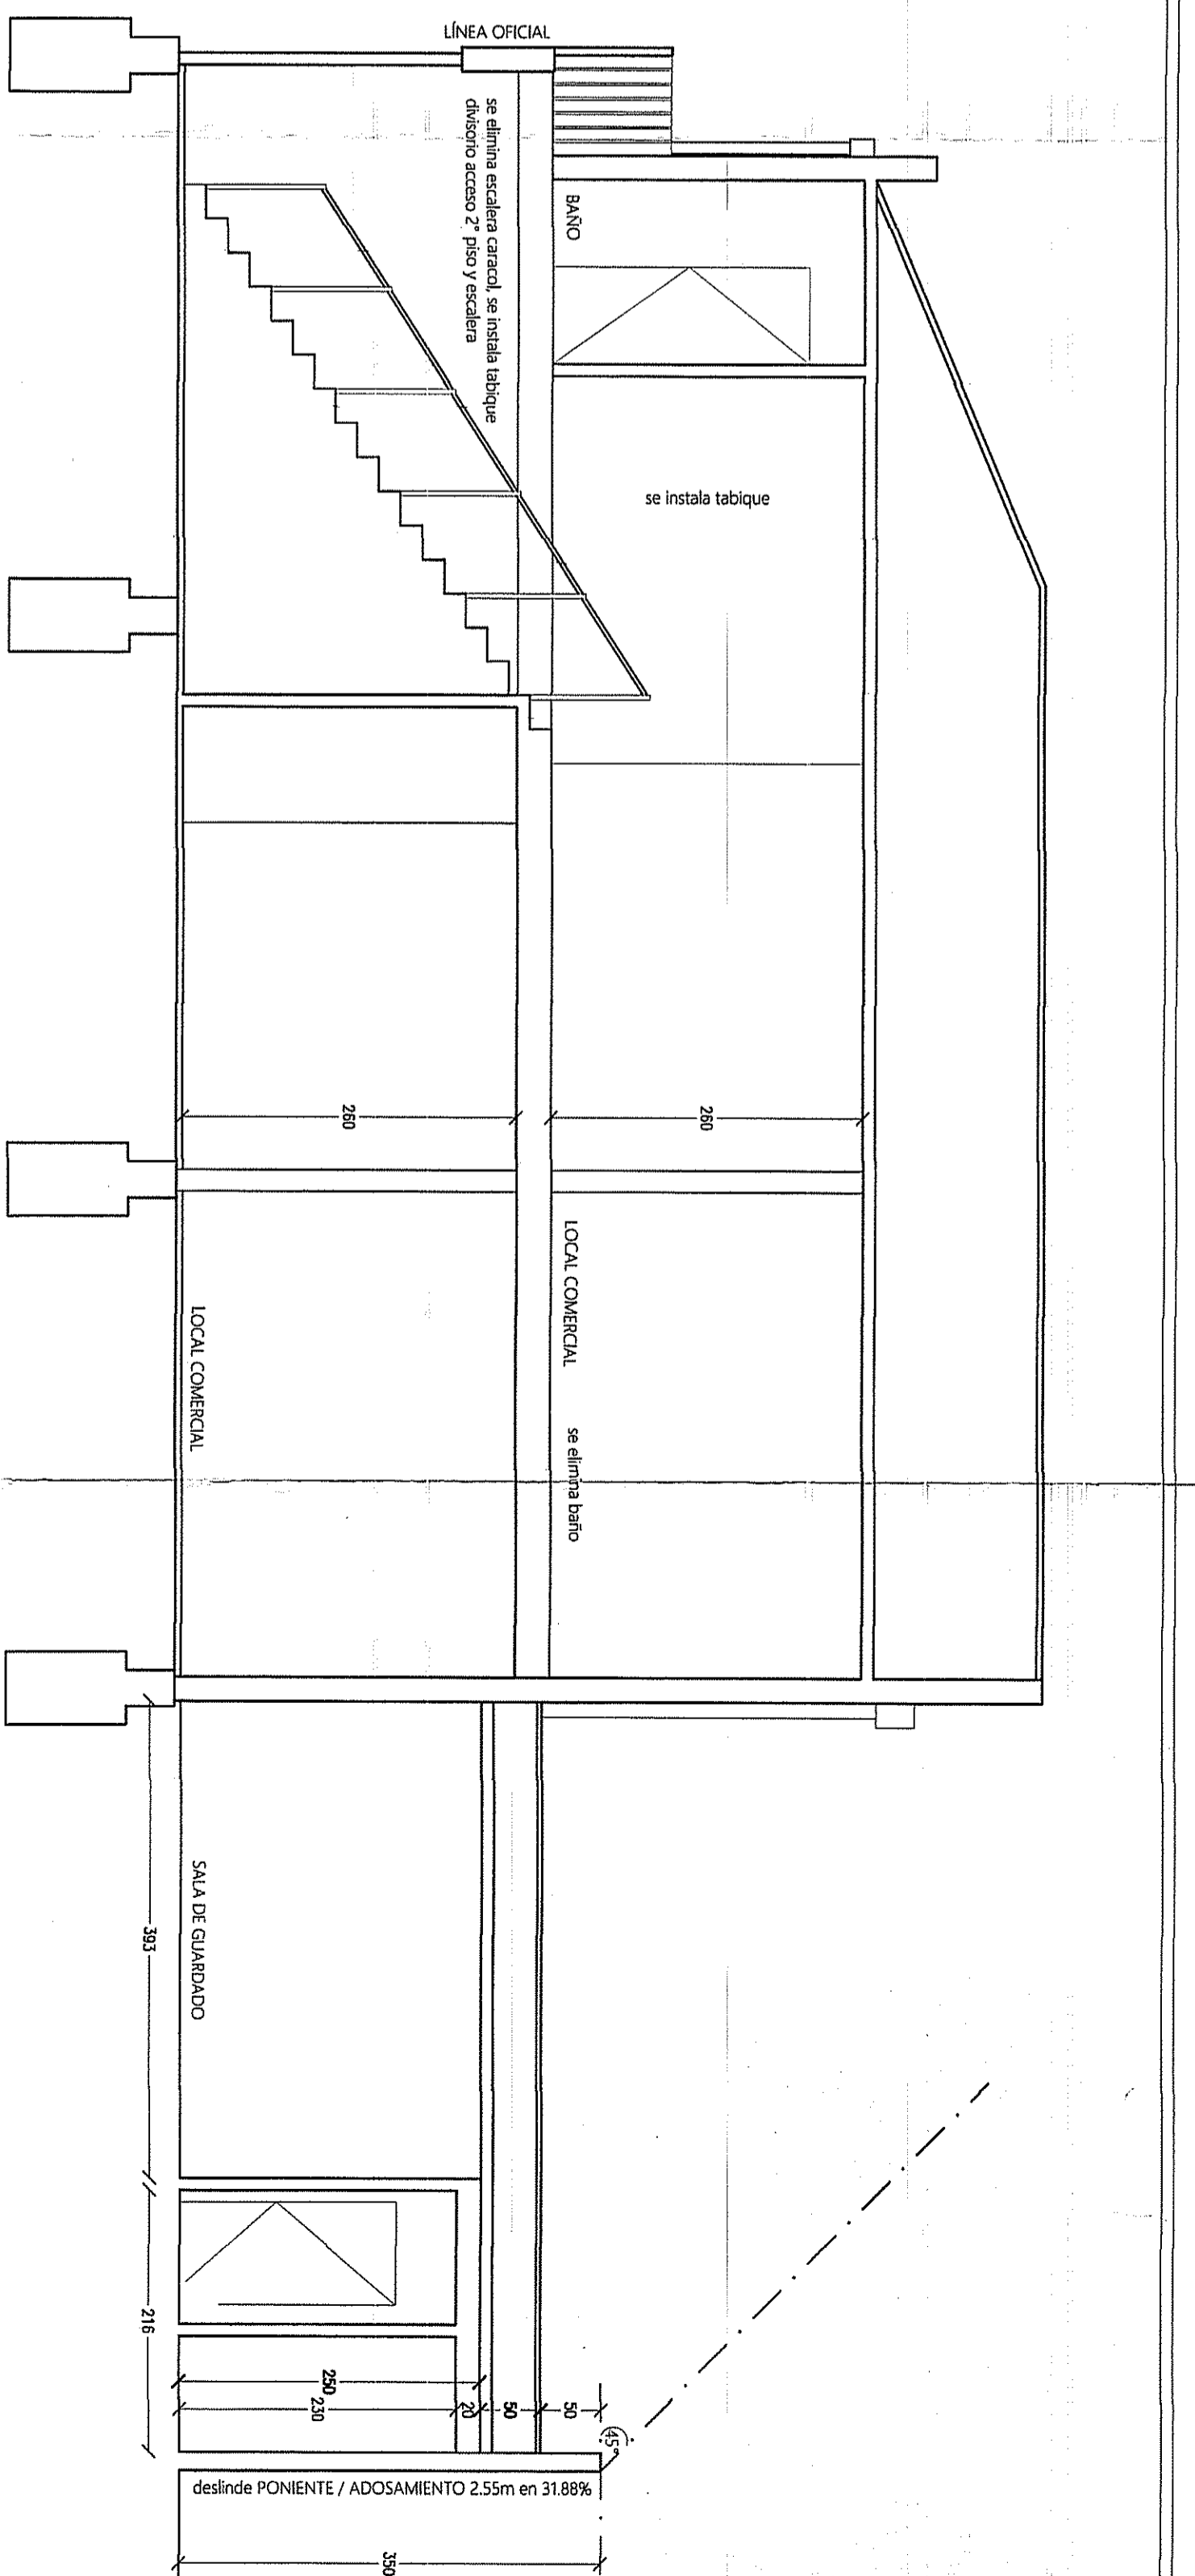 LÍNEA OFICIAL
se elimina escalera caracol, se instala tabique
divisorio acceso 2° piso y escalera
BAÑO
se instala tabique
260
260
LOCAL COMERCIAL
se elimina baño
LOCAL COMERCIAL
SALA DE GUARDADO
393
216
250
230
20
50
50
45°
deslinde PONIENTE / ADOSAMIENTO 2.55m en 31.88%
350